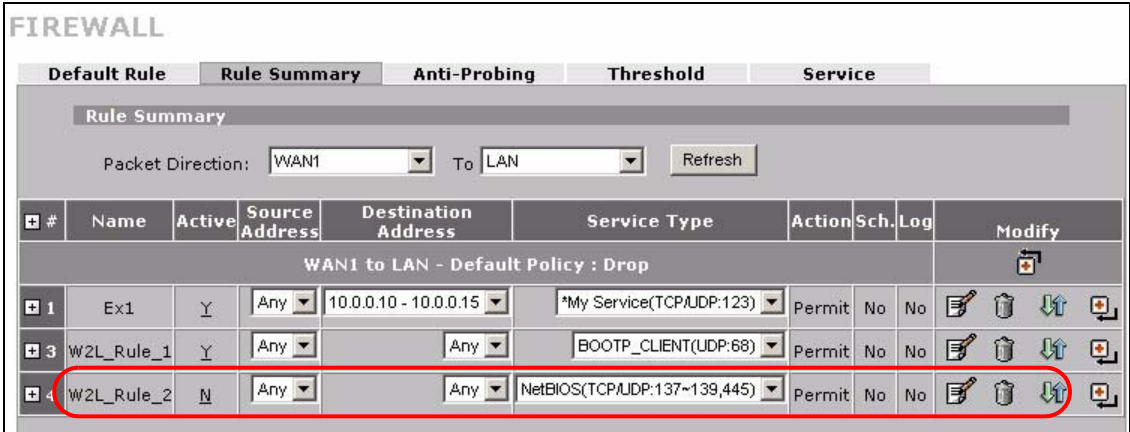 FIREWALL
Default Rule Rule Summary Anti-Probing Threshold Service
Rule Summary
Packet Direction: WAN1 To LAN Refresh
# Name Active Source Address Destination Address Service Type Action Sch. Log Modify
WAN1 to LAN - Default Policy : Drop
1 Ex1 Y Any 10.0.0.10 - 10.0.0.15 *My Service(TCP/UDP:123) Permit No No
3 W2L_Rule_1 Y Any Any BOOTP_CLIENT(UDP:68) Permit No No
4 W2L_Rule_2 N Any Any NetBIOS(TCP/UDP:137~139,445) Permit No No